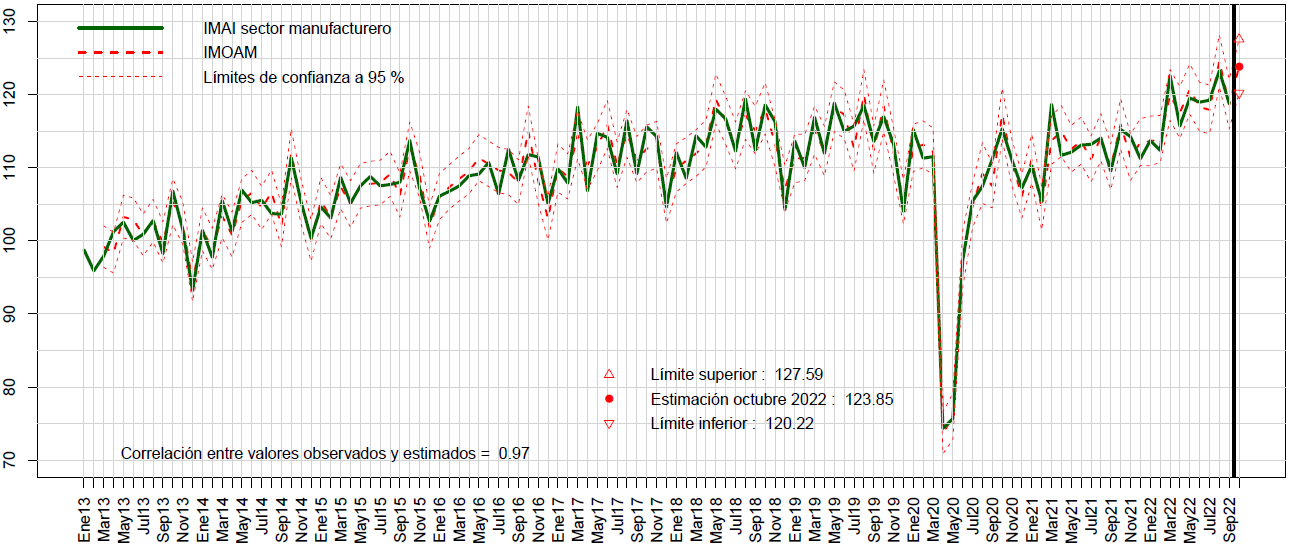 IMAI sector manufacturero
IMOAM
Límites de confianza a 95 %
130
120
110
100
90
80
70
Límite superior : 127.59
Estimación octubre 2022 : 123.85
Límite inferior : 120.22
Correlación entre valores observados y estimados = 0.97
Ene13
Mar13
May13
Jul13
Sep13
Nov13
Ene14
Mar14
May14
Jul14
Sep14
Nov14
Ene15
Mar15
May15
Jul15
Sep15
Nov15
Ene16
Mar16
May16
Jul16
Sep16
Nov16
Ene17
Mar17
May17
Jul17
Sep17
Nov17
Ene18
Mar18
May18
Jul18
Sep18
Nov18
Ene19
Mar19
May19
Jul19
Sep19
Nov19
Ene20
Mar20
May20
Jul20
Sep20
Nov20
Ene21
Mar21
May21
Jul21
Sep21
Nov21
Ene22
Mar22
May22
Jul22
Sep22